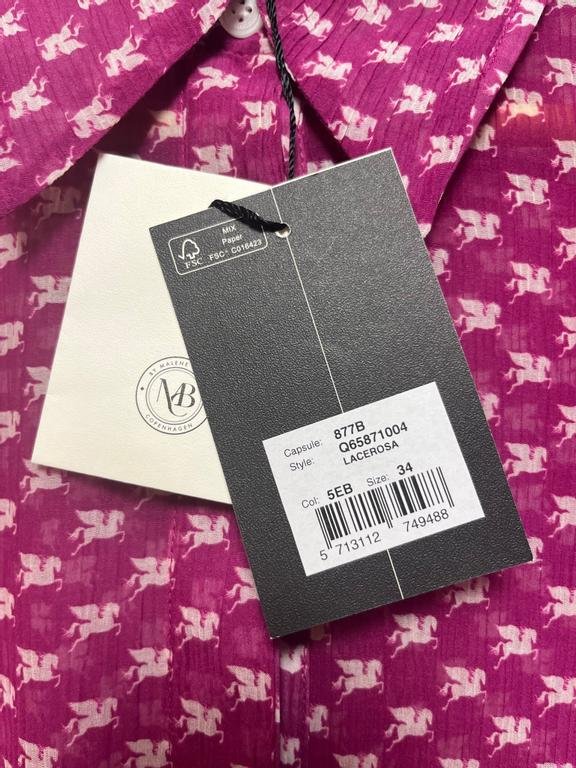 MIX
Paper
FSC
FSC® C016423
BY MALENE
MB
COPENHAGEN
Capsule: 877B
Style: Q65871004
LACEROSA
Col: 5EB Size: 34
5 713112 749488